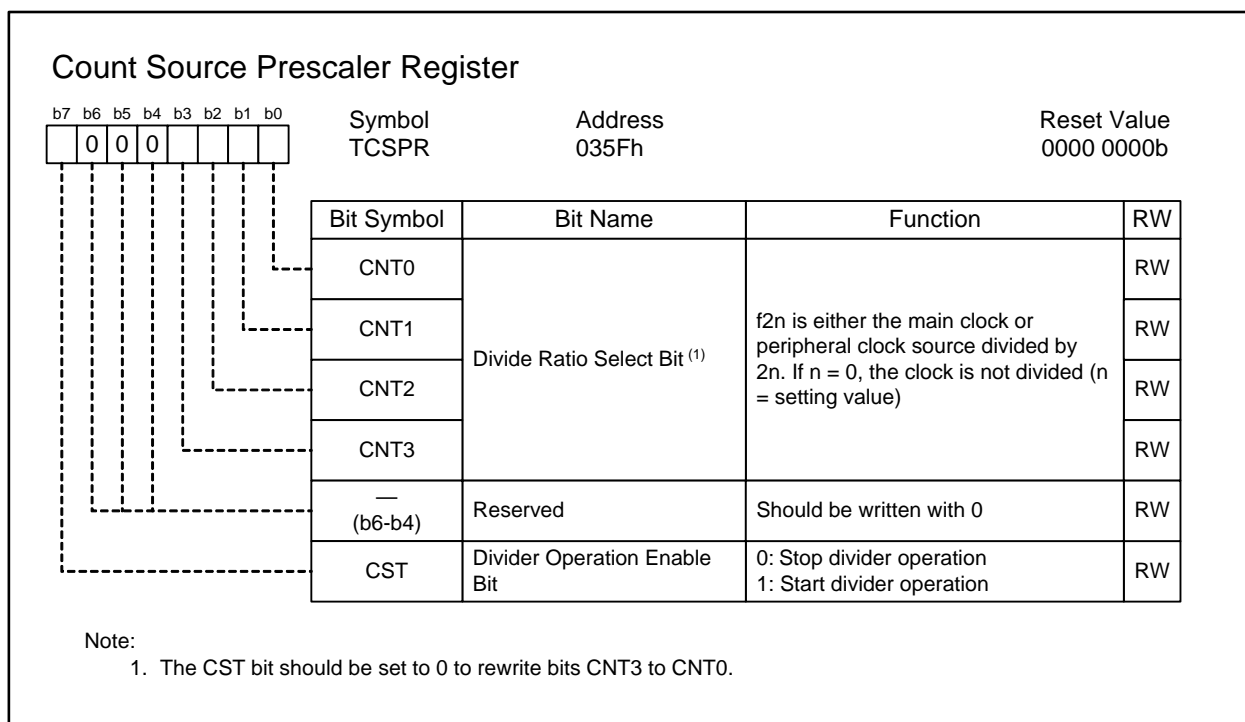 Count Source Prescaler Register
b7 b6 b5 b4 b3 b2 b1 b0
0 0 0
Symbol Address Reset Value
TCSPR 035Fh 0000 0000b
Bit Symbol Bit Name Function RW
CNT0 RW
CNT1 RW
Divide Ratio Select Bit (1)
f2n is either the main clock or
peripheral clock source divided by
2n. If n = 0, the clock is not divided (n
= setting value)
CNT2 RW
CNT3 RW
—
(b6-b4) Reserved Should be written with 0 RW
CST Divider Operation Enable
Bit
0: Stop divider operation
1: Start divider operation
RW
Note:
1. The CST bit should be set to 0 to rewrite bits CNT3 to CNT0.